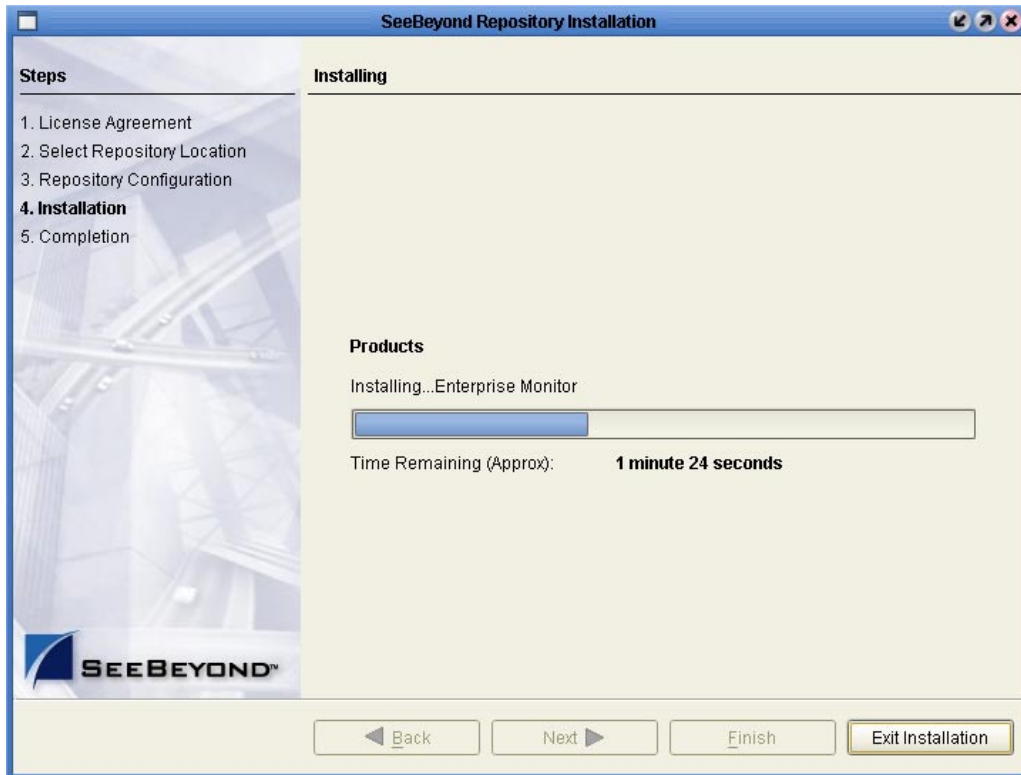 SeeBeyond Repository Installation
Steps
1. License Agreement
2. Select Repository Location
3. Repository Configuration
4. Installation
5. Completion
Installing
Products
Installing...Enterprise Monitor
Time Remaining (Approx): 1 minute 24 seconds
SEEBEYOND™
Back Next Finish Exit Installation